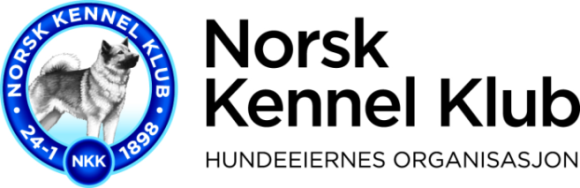 NORSK KENNEL KLUB
24-1 1898
NKK
Norsk
Kennel Klub
HUNDEEIERNES ORGANISASJON